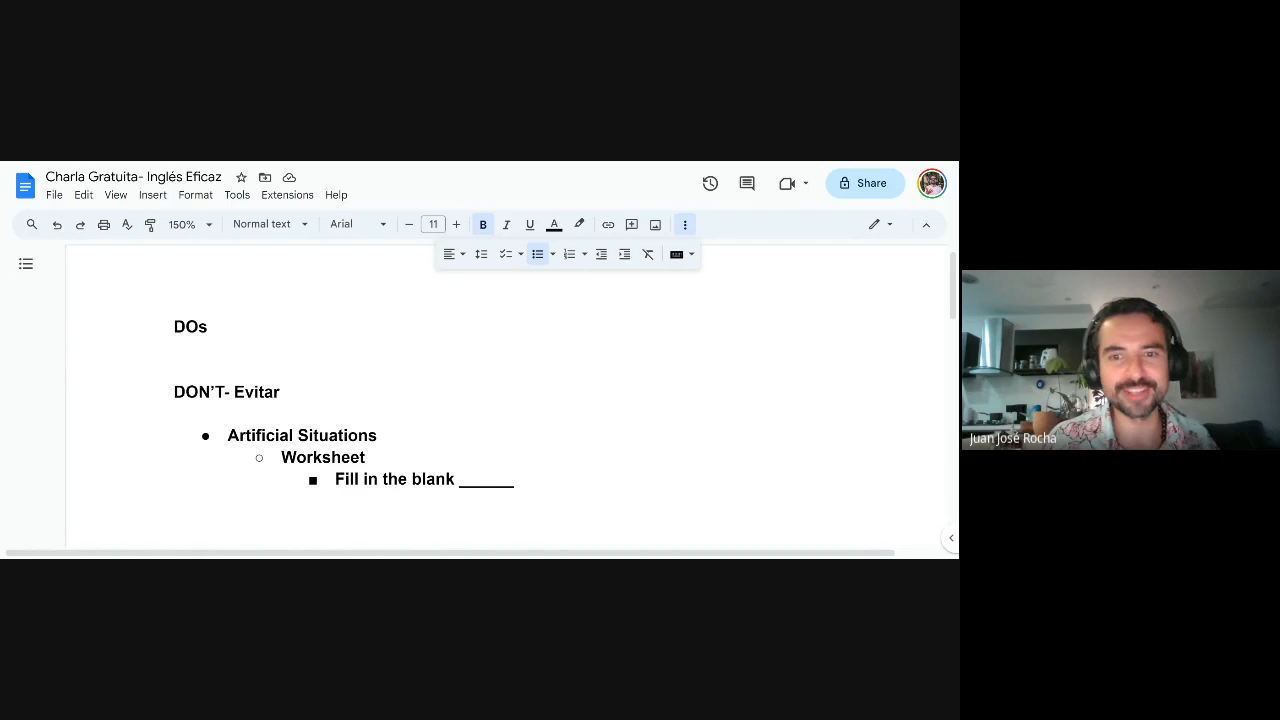 Charla Gratuita- Inglés Eficaz
File Edit View Insert Format Tools Extensions Help
Share
150% Normal text Arial 11 B I U A
DOs
DON'T- Evitar
Artificial Situations
Worksheet
Fill in the blank ______
Juan José Rocha